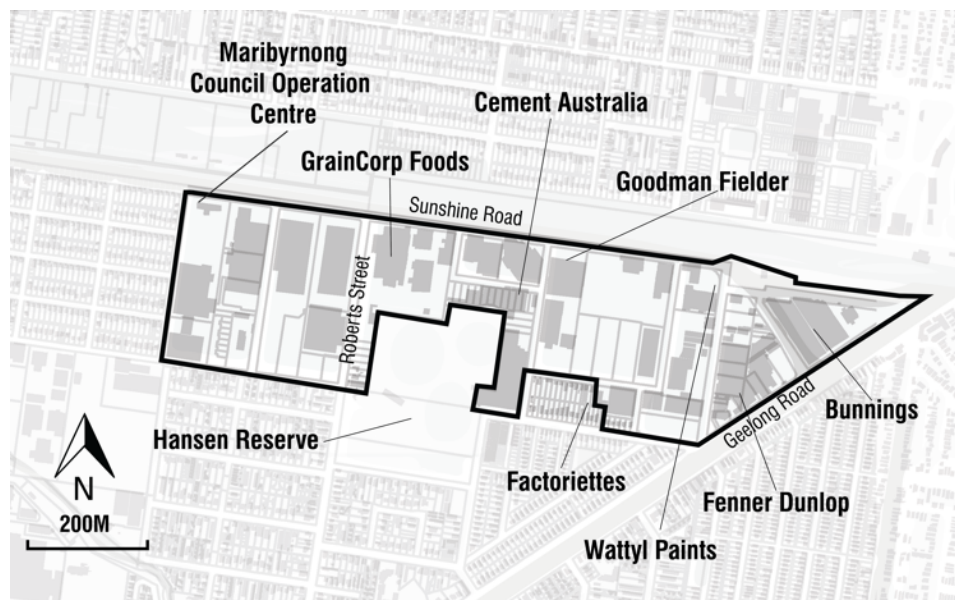 Maribyrnong
Council Operation
Centre
Cement Australia
GrainCorp Foods
Goodman Fielder
Sunshine Road
Roberts Street
Hansen Reserve
Geelong Road
Bunnings
Factoriettes
Fenner Dunlop
Wattyl Paints
N
200M